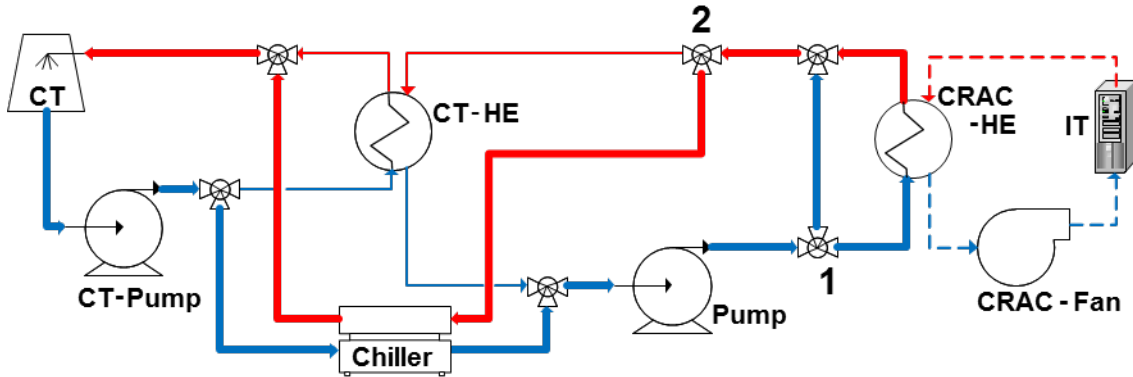 2
CT
CT-HE
CRAC
-HE
IT
1
CT-Pump
Pump
CRAC-Fan
Chiller